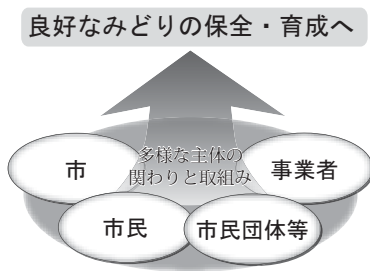 良好なみどりの保全・育成へ
多様な主体の
関わりと取組み
市
事業者
市民
市民団体等